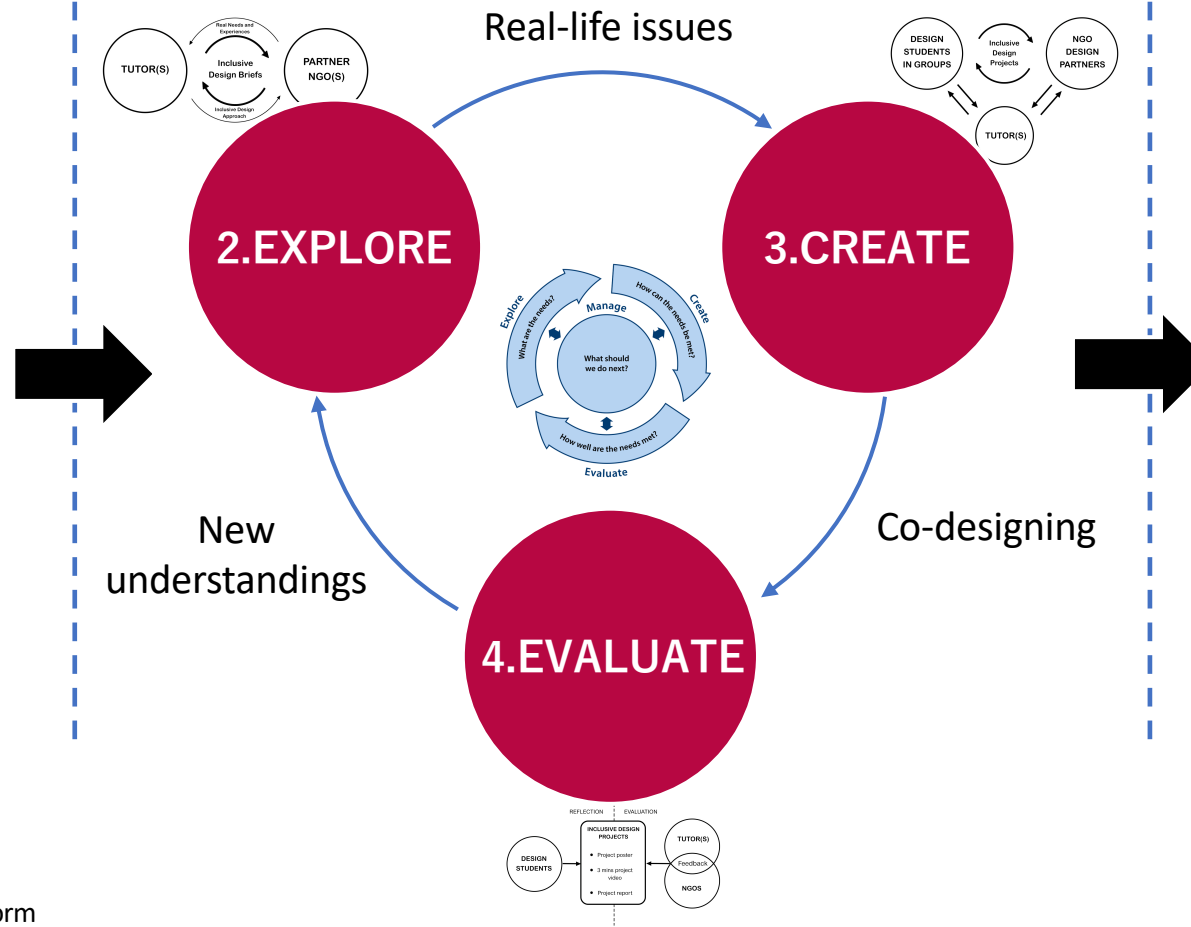 Real-life issues
Real Needs and
Experiences
TUTOR(S)
Inclusive
Design Briefs
PARTNER
NGO(S)
Inclusive Design
Approach
DESIGN
STUDENTS
IN GROUPS
Inclusive
Design
Projects
NGO
DESIGN
PARTNERS
TUTOR(S)
2.EXPLORE
3.CREATE
Explore
What are the needs?
Manage
How can the needs be met?
Create
What should
we do next?
How well are the needs met?
Evaluate
New
understandings
Co-designing
4.EVALUATE
REFLECTION
EVALUATION
INCLUSIVE DESIGN
PROJECTS
• Project poster
• 3 mins project
video
• Project report
DESIGN
STUDENTS
TUTOR(S)
Feedback
NGOS
orm